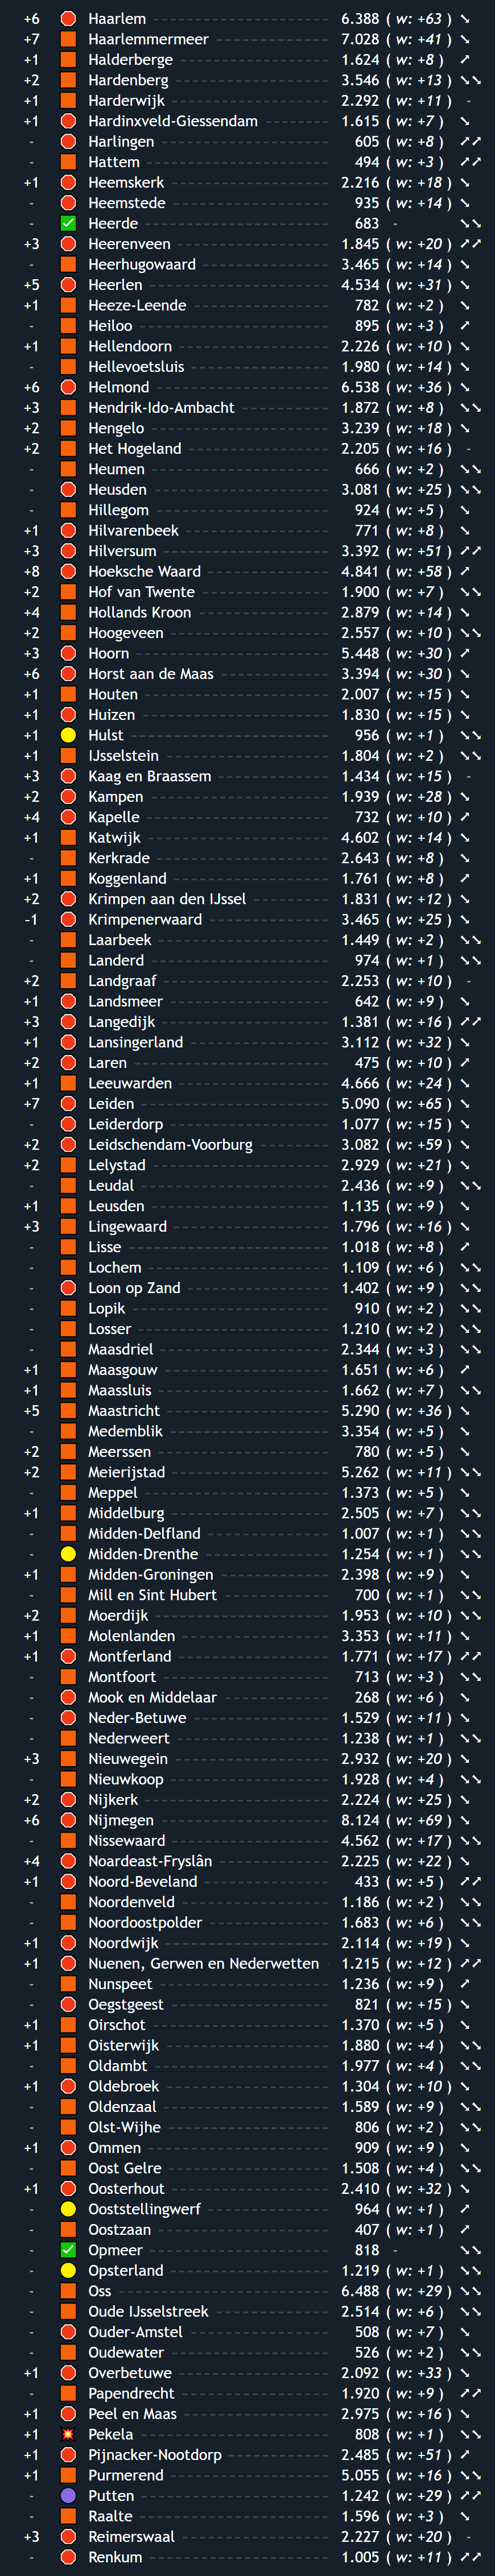 +6 Haarlem 6.388 ( w: +63 )
+7 Haarlemmermeer 7.028 ( w: +41 )
+1 Halderberge 1.624 ( w: +8 )
+2 Hardenberg 3.546 ( w: +13 )
+1 Harderwijk 2.292 ( w: +11 ) -
+1 Hardinxveld-Giessendam 1.615 ( w: +7 )
- Harlingen 605 ( w: +8 )
- Hattem 494 ( w: +3 )
+1 Heemskerk 2.216 ( w: +18 )
- Heemstede 935 ( w: +14 )
- Heerde 683 -
+3 Heerenveen 1.845 ( w: +20 )
- Heerhugowaard 3.465 ( w: +14 )
+5 Heerlen 4.534 ( w: +31 )
+1 Heeze-Leende 782 ( w: +2 )
- Heiloo 895 ( w: +3 )
+1 Hellendoorn 2.226 ( w: +10 )
- Hellevoetsluis 1.980 ( w: +14 )
+6 Helmond 6.538 ( w: +36 )
+3 Hendrik-Ido-Ambacht 1.872 ( w: +8 )
+2 Hengelo 3.239 ( w: +18 )
+2 Het Hogeland 2.205 ( w: +16 ) -
- Heumen 666 ( w: +2 )
- Heusden 3.081 ( w: +25 )
- Hillegom 924 ( w: +5 )
+1 Hilvarenbeek 771 ( w: +8 )
+3 Hilversum 3.392 ( w: +51 )
+8 Hoeksche Waard 4.841 ( w: +58 )
+2 Hof van Twente 1.900 ( w: +7 )
+4 Hollands Kroon 2.879 ( w: +14 )
+2 Hoogeveen 2.557 ( w: +10 )
+3 Hoorn 5.448 ( w: +30 )
+6 Horst aan de Maas 3.394 ( w: +30 )
+1 Houten 2.007 ( w: +15 )
+1 Huizen 1.830 ( w: +15 )
+1 Hulst 956 ( w: +1 )
+1 IJsselstein 1.804 ( w: +2 )
+3 Kaag en Braassem 1.434 ( w: +15 ) -
+2 Kampen 1.939 ( w: +28 )
+4 Kapelle 732 ( w: +10 )
+1 Katwijk 4.602 ( w: +14 )
- Kerkrade 2.643 ( w: +8 )
+1 Koggenland 1.761 ( w: +8 )
+2 Krimpen aan den IJssel 1.831 ( w: +12 )
-1 Krimpenerwaard 3.465 ( w: +25 )
- Laarbeek 1.449 ( w: +2 )
- Landerd 974 ( w: +1 )
+2 Landgraaf 2.253 ( w: +10 ) -
+1 Landsmeer 642 ( w: +9 )
+3 Langedijk 1.381 ( w: +16 )
+1 Lansingerland 3.112 ( w: +32 )
+2 Laren 475 ( w: +10 )
+1 Leeuwarden 4.666 ( w: +24 )
+7 Leiden 5.090 ( w: +65 )
- Leiderdorp 1.077 ( w: +15 )
+2 Leidschendam-Voorburg 3.082 ( w: +59 )
+2 Lelystad 2.929 ( w: +21 )
- Leudal 2.436 ( w: +9 )
+1 Leusden 1.135 ( w: +9 )
+3 Lingewaard 1.796 ( w: +16 )
- Lisse 1.018 ( w: +8 )
- Lochem 1.109 ( w: +6 )
- Loon op Zand 1.402 ( w: +9 )
- Lopik 910 ( w: +2 )
- Losser 1.210 ( w: +2 )
- Maasdriel 2.344 ( w: +3 )
+1 Maasgouw 1.651 ( w: +6 )
+1 Maassluis 1.662 ( w: +7 )
+5 Maastricht 5.290 ( w: +36 )
- Medemblik 3.354 ( w: +5 )
+2 Meerssen 780 ( w: +5 )
+2 Meierijstad 5.262 ( w: +11 )
- Meppel 1.373 ( w: +5 )
+1 Middelburg 2.505 ( w: +7 )
- Midden-Delfland 1.007 ( w: +1 )
- Midden-Drenthe 1.254 ( w: +1 )
+1 Midden-Groningen 2.398 ( w: +9 )
- Mill en Sint Hubert 700 ( w: +1 )
+2 Moerdijk 1.953 ( w: +10 )
+1 Molenlanden 3.353 ( w: +11 )
+1 Montferland 1.771 ( w: +17 )
- Montfoort 713 ( w: +3 )
- Mook en Middelaar 268 ( w: +6 )
- Neder-Betuwe 1.529 ( w: +11 )
- Nederweert 1.238 ( w: +1 )
+3 Nieuwegein 2.932 ( w: +20 )
- Nieuwkoop 1.928 ( w: +4 )
+2 Nijkerk 2.224 ( w: +25 )
+6 Nijmegen 8.124 ( w: +69 )
- Nissewaard 4.562 ( w: +17 )
+4 Noardeast-Fryslân 2.225 ( w: +22 )
+1 Noord-Beveland 433 ( w: +5 )
- Noordenveld 1.186 ( w: +2 )
- Noordoostpolder 1.683 ( w: +6 )
+1 Noordwijk 2.114 ( w: +19 )
+1 Nuenen, Gerwen en Nederwetten 1.215 ( w: +12 )
- Nunspeet 1.236 ( w: +9 )
- Oegstgeest 821 ( w: +15 )
+1 Oirschot 1.370 ( w: +5 )
+1 Oisterwijk 1.880 ( w: +4 )
- Oldambt 1.977 ( w: +4 )
+1 Oldebroek 1.304 ( w: +10 )
- Oldenzaal 1.589 ( w: +9 )
- Olst-Wijhe 806 ( w: +2 )
+1 Ommen 909 ( w: +9 )
- Oost Gelre 1.508 ( w: +4 )
+1 Oosterhout 2.410 ( w: +32 )
- Ooststellingwerf 964 ( w: +1 )
- Oostzaan 407 ( w: +1 )
- Opmeer 818 -
- Opsterland 1.219 ( w: +1 )
- Oss 6.488 ( w: +29 )
- Oude IJsselstreek 2.514 ( w: +6 )
- Ouder-Amstel 508 ( w: +7 )
- Oudewater 526 ( w: +2 )
+1 Overbetuwe 2.092 ( w: +33 )
- Papendrecht 1.920 ( w: +9 )
+1 Peel en Maas 2.975 ( w: +16 )
+1 Pekela 808 ( w: +1 )
+1 Pijnacker-Nootdorp 2.485 ( w: +51 )
+1 Purmerend 5.055 ( w: +16 )
- Putten 1.242 ( w: +29 )
- Raalte 1.596 ( w: +3 )
+3 Reimerswaal 2.227 ( w: +20 ) -
- Renkum 1.005 ( w: +11 )